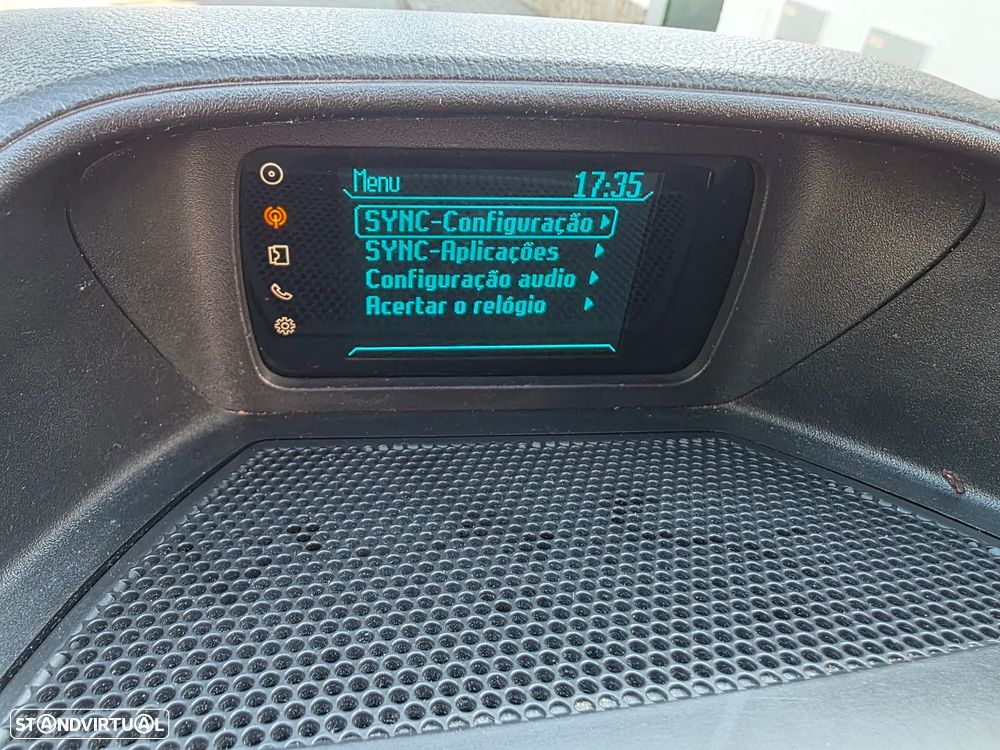 Menu 17:35
SYNC-Configuração
SYNC-Aplicações
Configuração audio
Acertar o relógio
STANDVIRTUAL